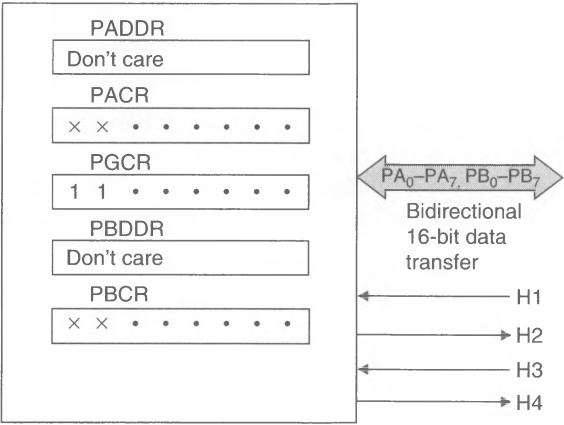 PADDR
Don't care
PACR
× × • • • • • •
PGCR
1 1 • • • • • •
PBDDR
Don't care
PBCR
× × • • • • • •
PA₀–PA₇, PB₀–PB₇
Bidirectional
16-bit data
transfer
H1
H2
H3
H4